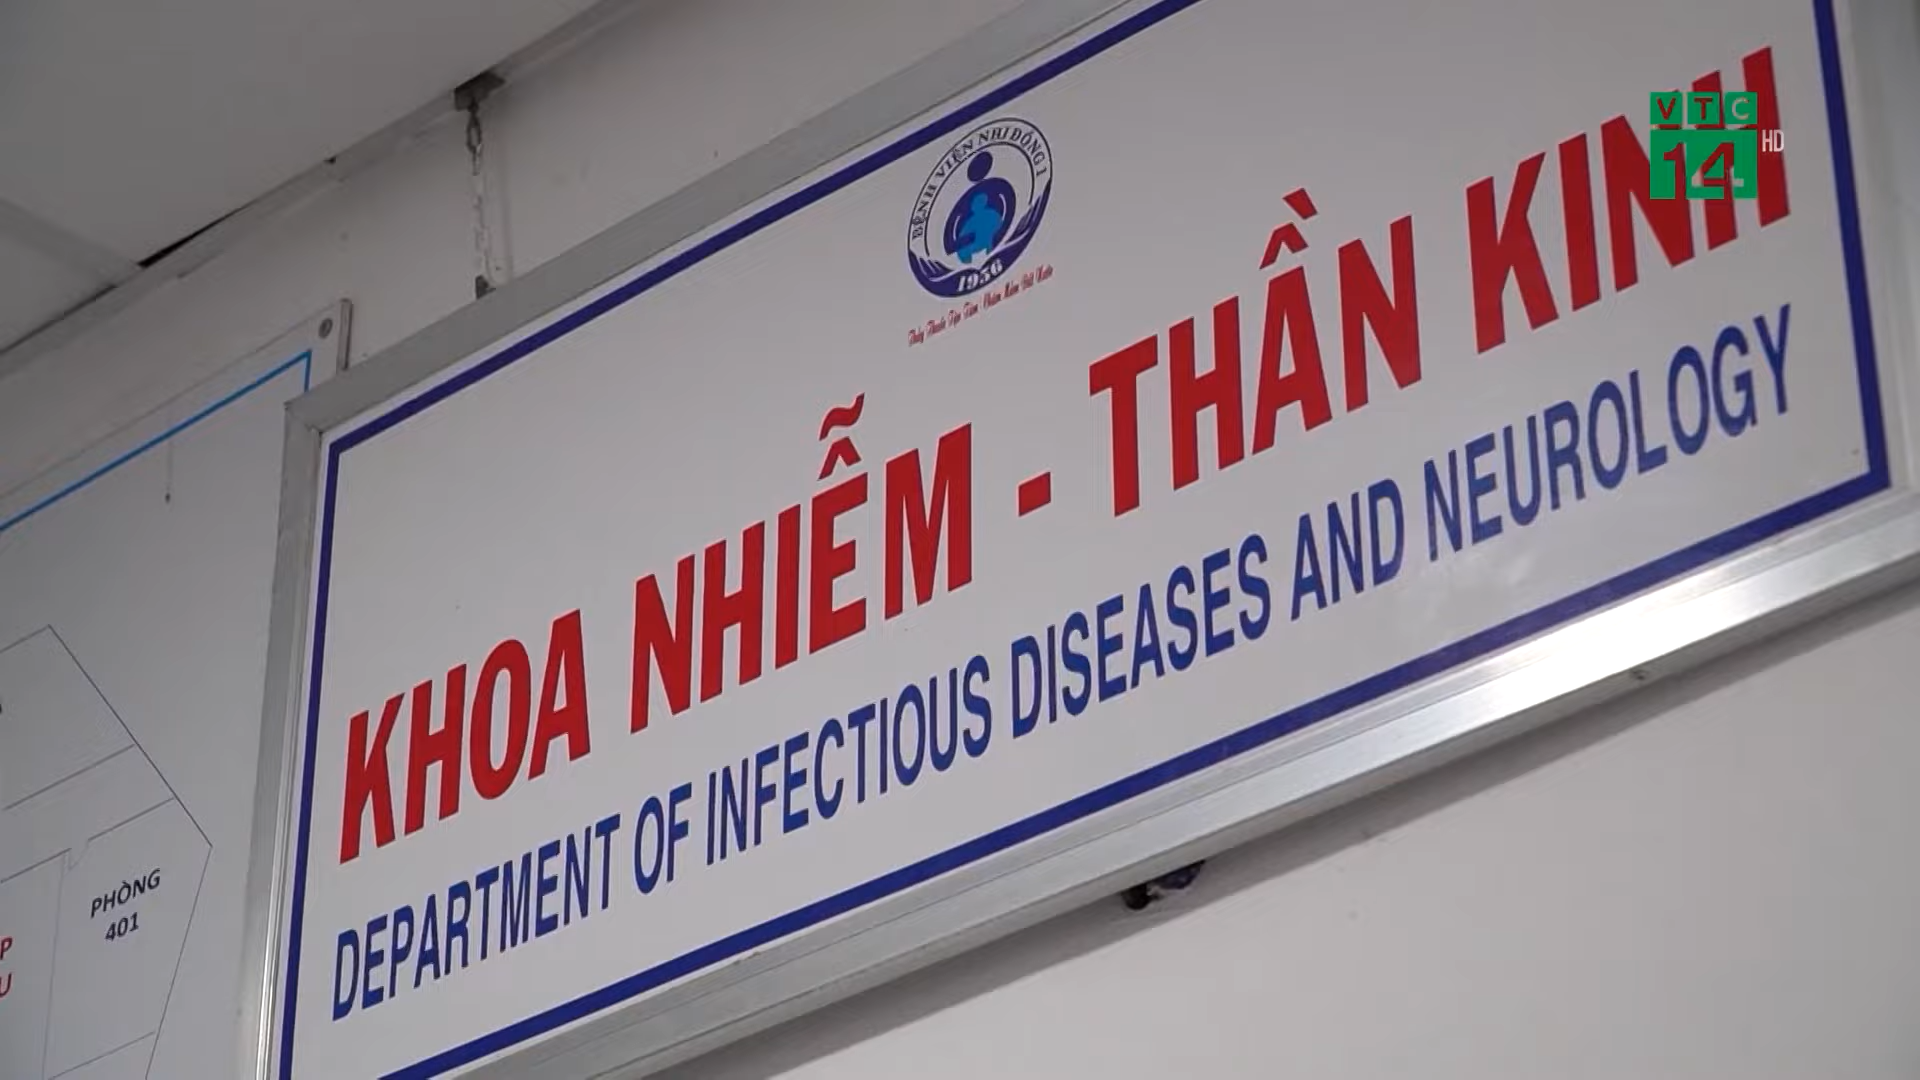 VTC
14 HD
BỆNH VIỆN NHI ĐỒNG 1
1956
KHOA NHIỄM - THẦN KINH
DEPARTMENT OF INFECTIOUS DISEASES AND NEUROLOGY
PHÒNG
401
P
U